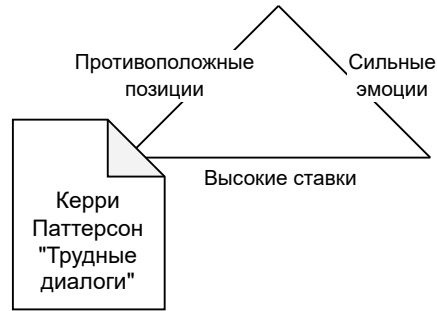 Противоположные
позиции
Сильные
эмоции
Высокие ставки
Керри
Паттерсон
"Трудные
диалоги"